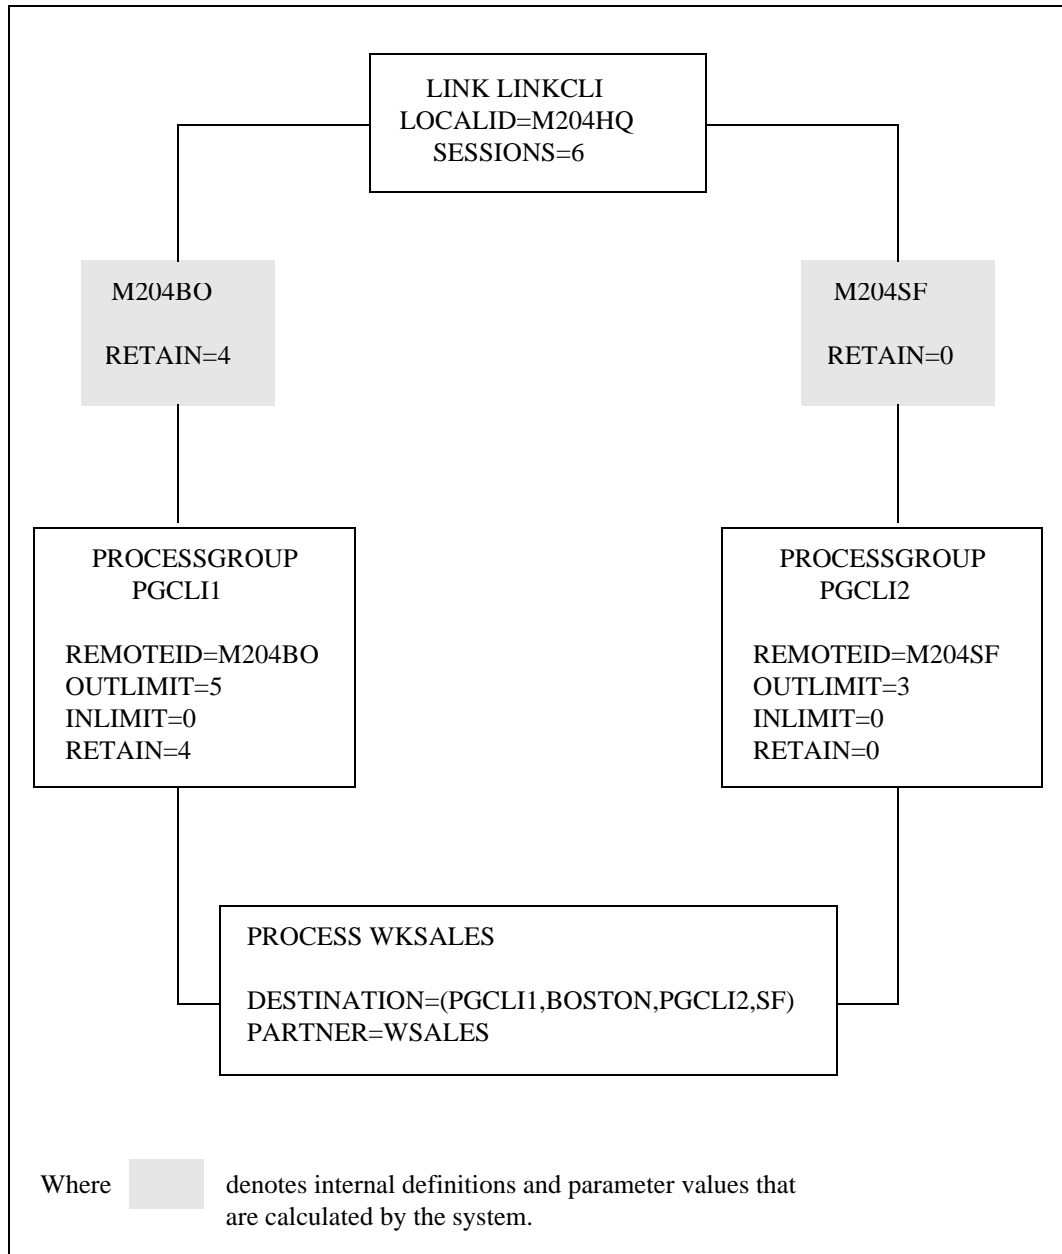 LINK LINKCLI
LOCALID=M204HQ
SESSIONS=6
M204BO
RETAIN=4
M204SF
RETAIN=0
PROCESSGROUP
PGCLI1
REMOTEID=M204BO
OUTLIMIT=5
INLIMIT=0
RETAIN=4
PROCESSGROUP
PGCLI2
REMOTEID=M204SF
OUTLIMIT=3
INLIMIT=0
RETAIN=0
PROCESS WKSALES
DESTINATION=(PGCLI1,BOSTON,PGCLI2,SF)
PARTNER=WSALES
Where denotes internal definitions and parameter values that
are calculated by the system.